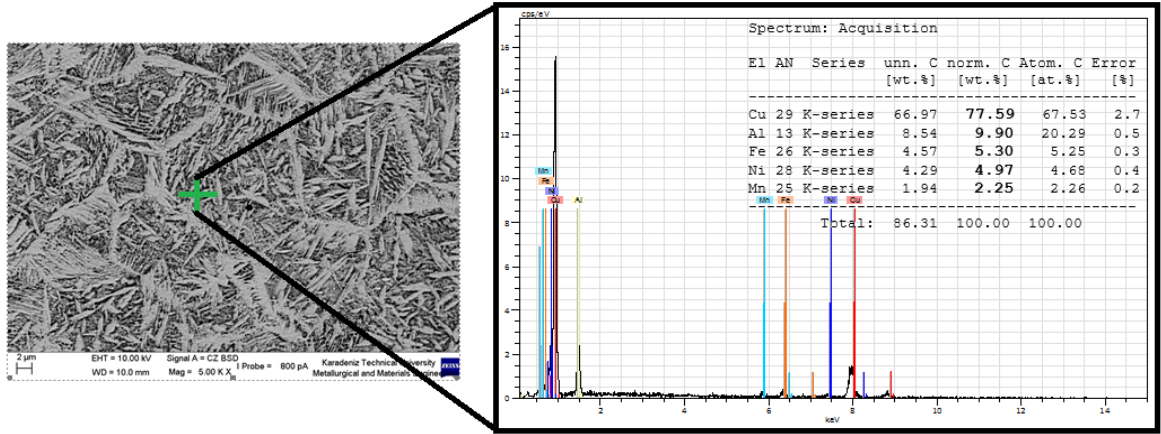 2 µm
EHT = 10.00 kV
Signal A = CZ BSD
WD = 10.0 mm
Mag = 5.00 K X
I Probe = 800 pA
Karadeniz Technical University
Metallurgical and Materials
ZEISS
cps/eV
16
14
12
10
8
6
4
2
0
Spectrum: Acquisition
El AN Series unn. C norm. C Atom. C Error
[wt.%] [wt.%] [at.%] [%]
Cu 29 K-series 66.97 77.59 67.53 2.7
Al 13 K-series 8.54 9.90 20.29 0.5
Fe 26 K-series 4.57 5.30 5.25 0.3
Ni 28 K-series 4.29 4.97 4.68 0.4
Mn 25 K-series 1.94 2.25 2.26 0.2
Total: 86.31 100.00 100.00
Mn
Fe
Ni
Cu
Al
Mn
Fe
Ni
Cu
2 4 6 8 10 12 14
keV